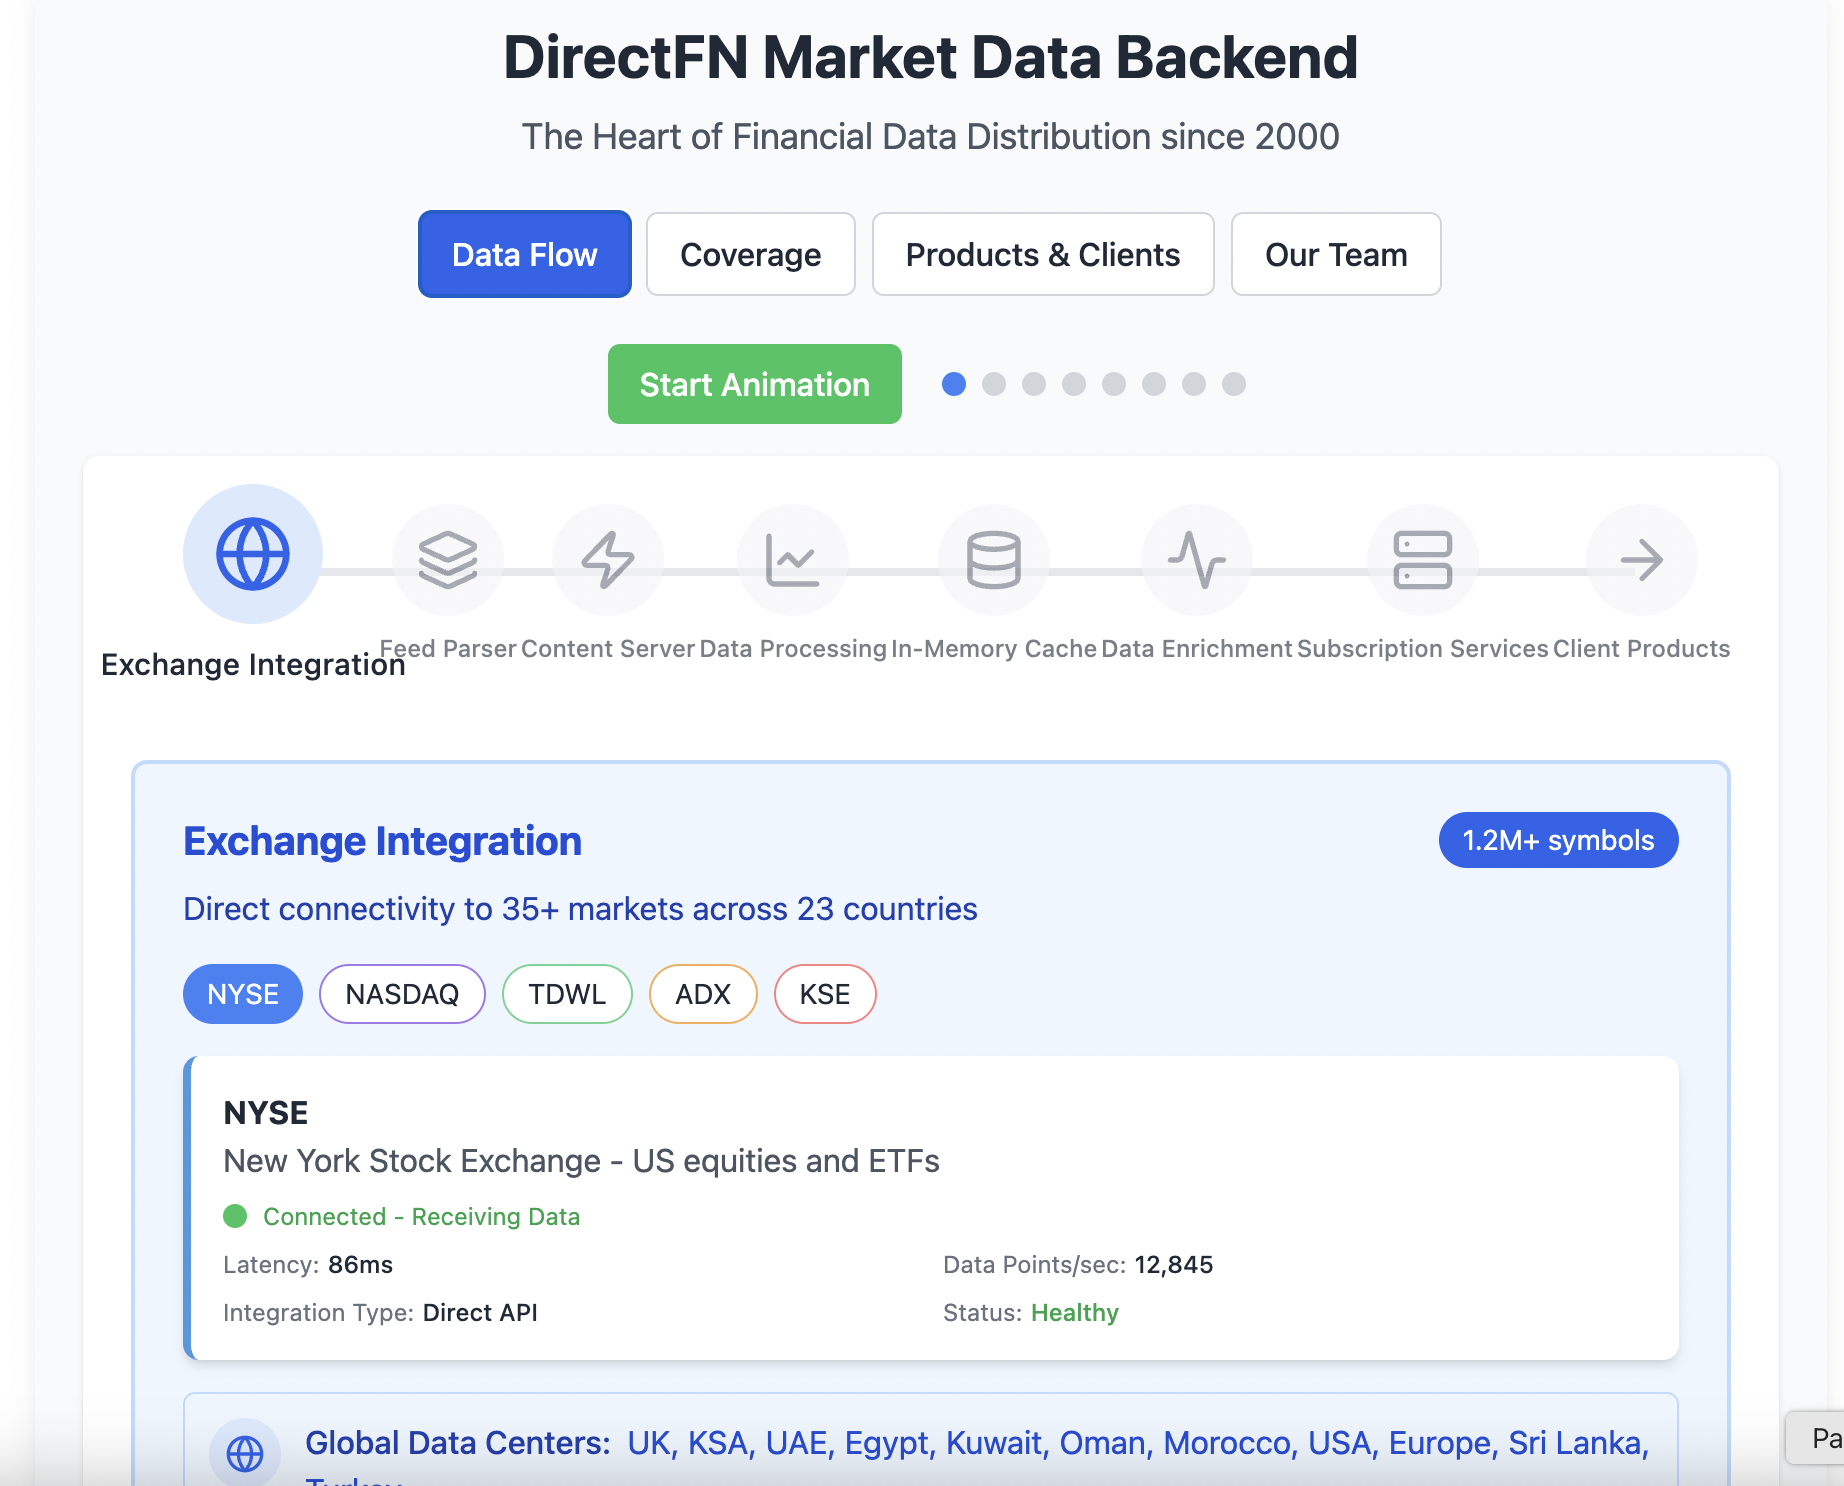 DirectFN Market Data Backend
The Heart of Financial Data Distribution since 2000
Data Flow
Coverage
Products & Clients
Our Team
Start Animation
Exchange Integration
Feed Parser
Content Server
Data Processing
In-Memory Cache
Data Enrichment
Subscription Services
Client Products
Exchange Integration
1.2M+ symbols
Direct connectivity to 35+ markets across 23 countries
NYSE
NASDAQ
TDWL
ADX
KSE
NYSE
New York Stock Exchange - US equities and ETFs
Connected - Receiving Data
Latency: 86ms
Data Points/sec: 12,845
Integration Type: Direct API
Status: Healthy
Global Data Centers: UK, KSA, UAE, Egypt, Kuwait, Oman, Morocco, USA, Europe, Sri Lanka,
Turkey
Pa